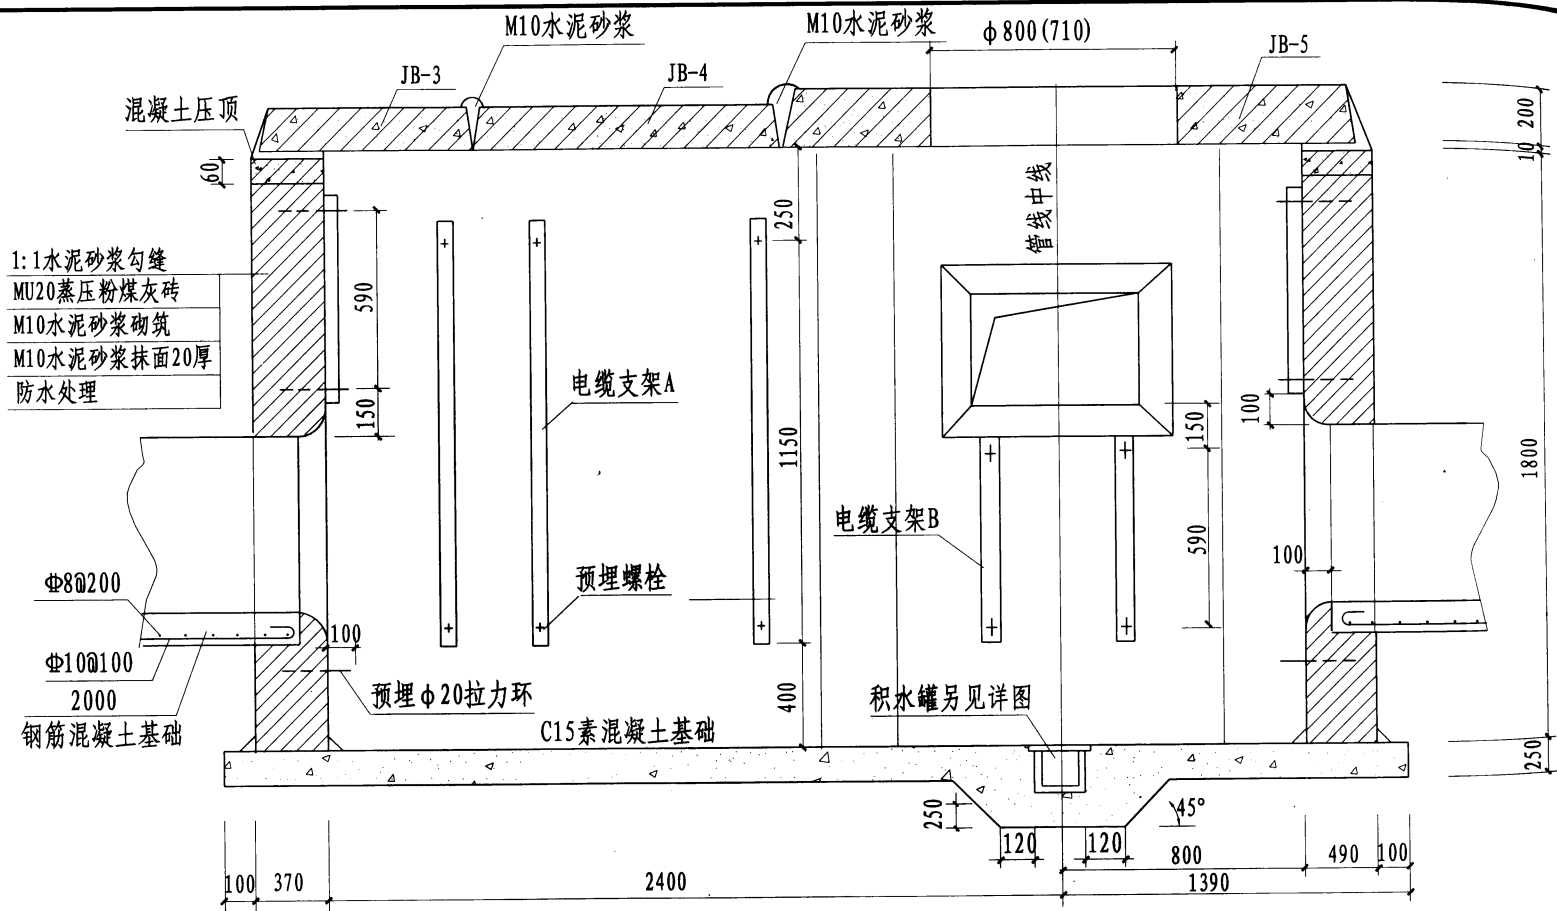 M10水泥砂浆
M10水泥砂浆
ϕ800(710)
JB-3
JB-4
JB-5
混凝土压顶
200
10
60
250
管线中线
1:1水泥砂浆勾缝
MU20蒸压粉煤灰砖
M10水泥砂浆砌筑
M10水泥砂浆抹面20厚
防水处理
590
150
电缆支架A
1150
150
100
1800
电缆支架B
590
100
Φ8@200
预埋螺栓
Φ10@100
100
2000
钢筋混凝土基础
预埋ϕ20拉力环
C15素混凝土基础
400
积水罐另见详图
250
250
45°
120
120
800
490
100
100
370
2400
1390